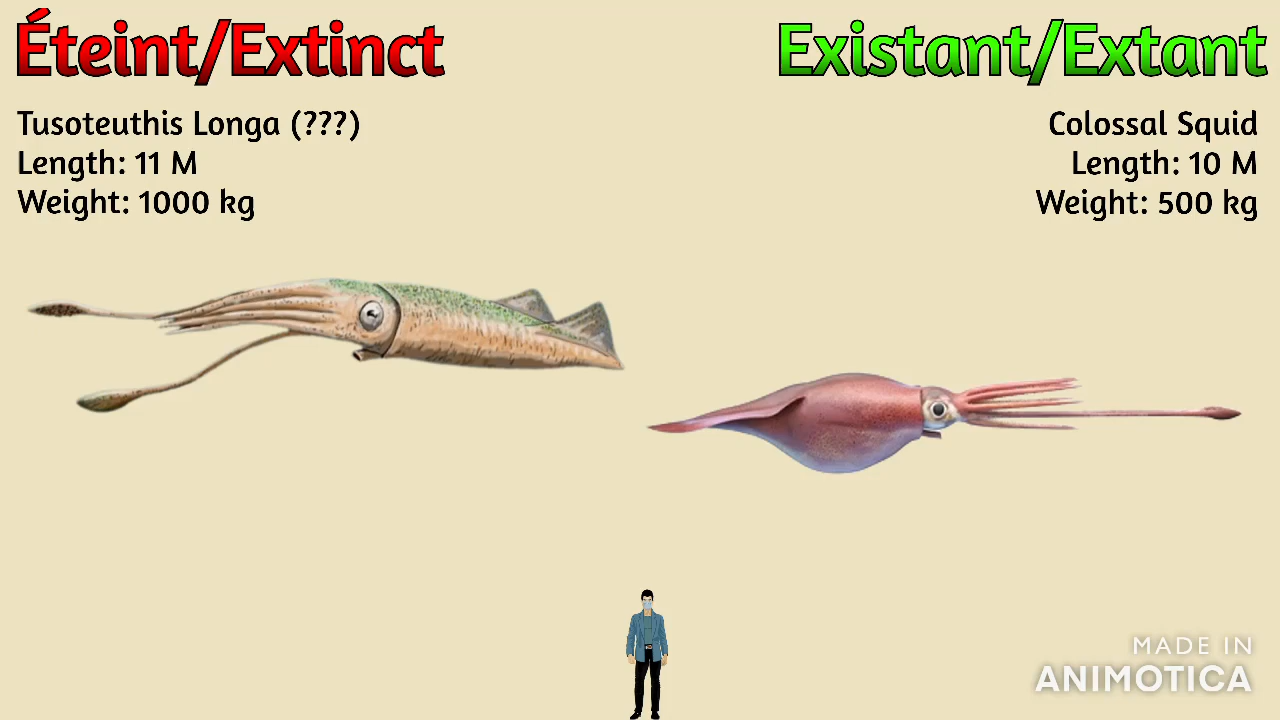 Éteint/Extinct
Tusoteuthis Longa (???)
Length: 11 M
Weight: 1000 kg
Existant/Extant
Colossal Squid
Length: 10 M
Weight: 500 kg
MADE IN
ANIMOTICA